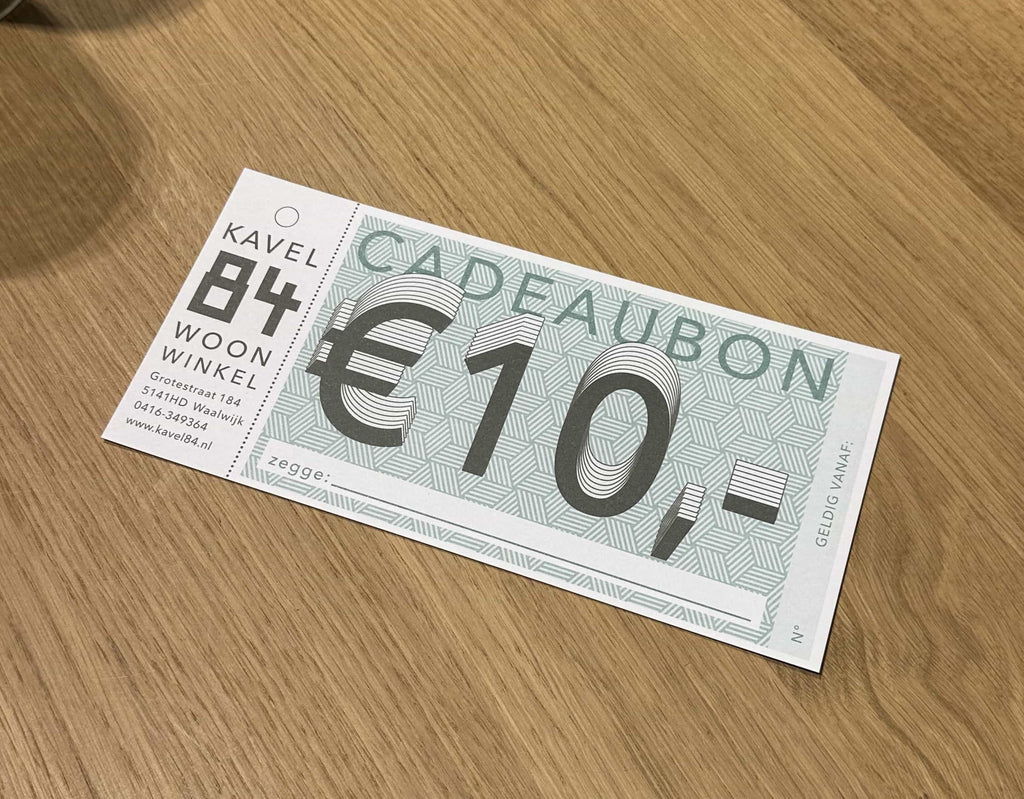 KAVEL
84
WOON
WINKEL
Grotestraat 184
5141HD Waalwijk
0416-349364
www.kavel84.nl
CADEAUBON
€10,-
zegge:
GELDIG VANAF:
N°